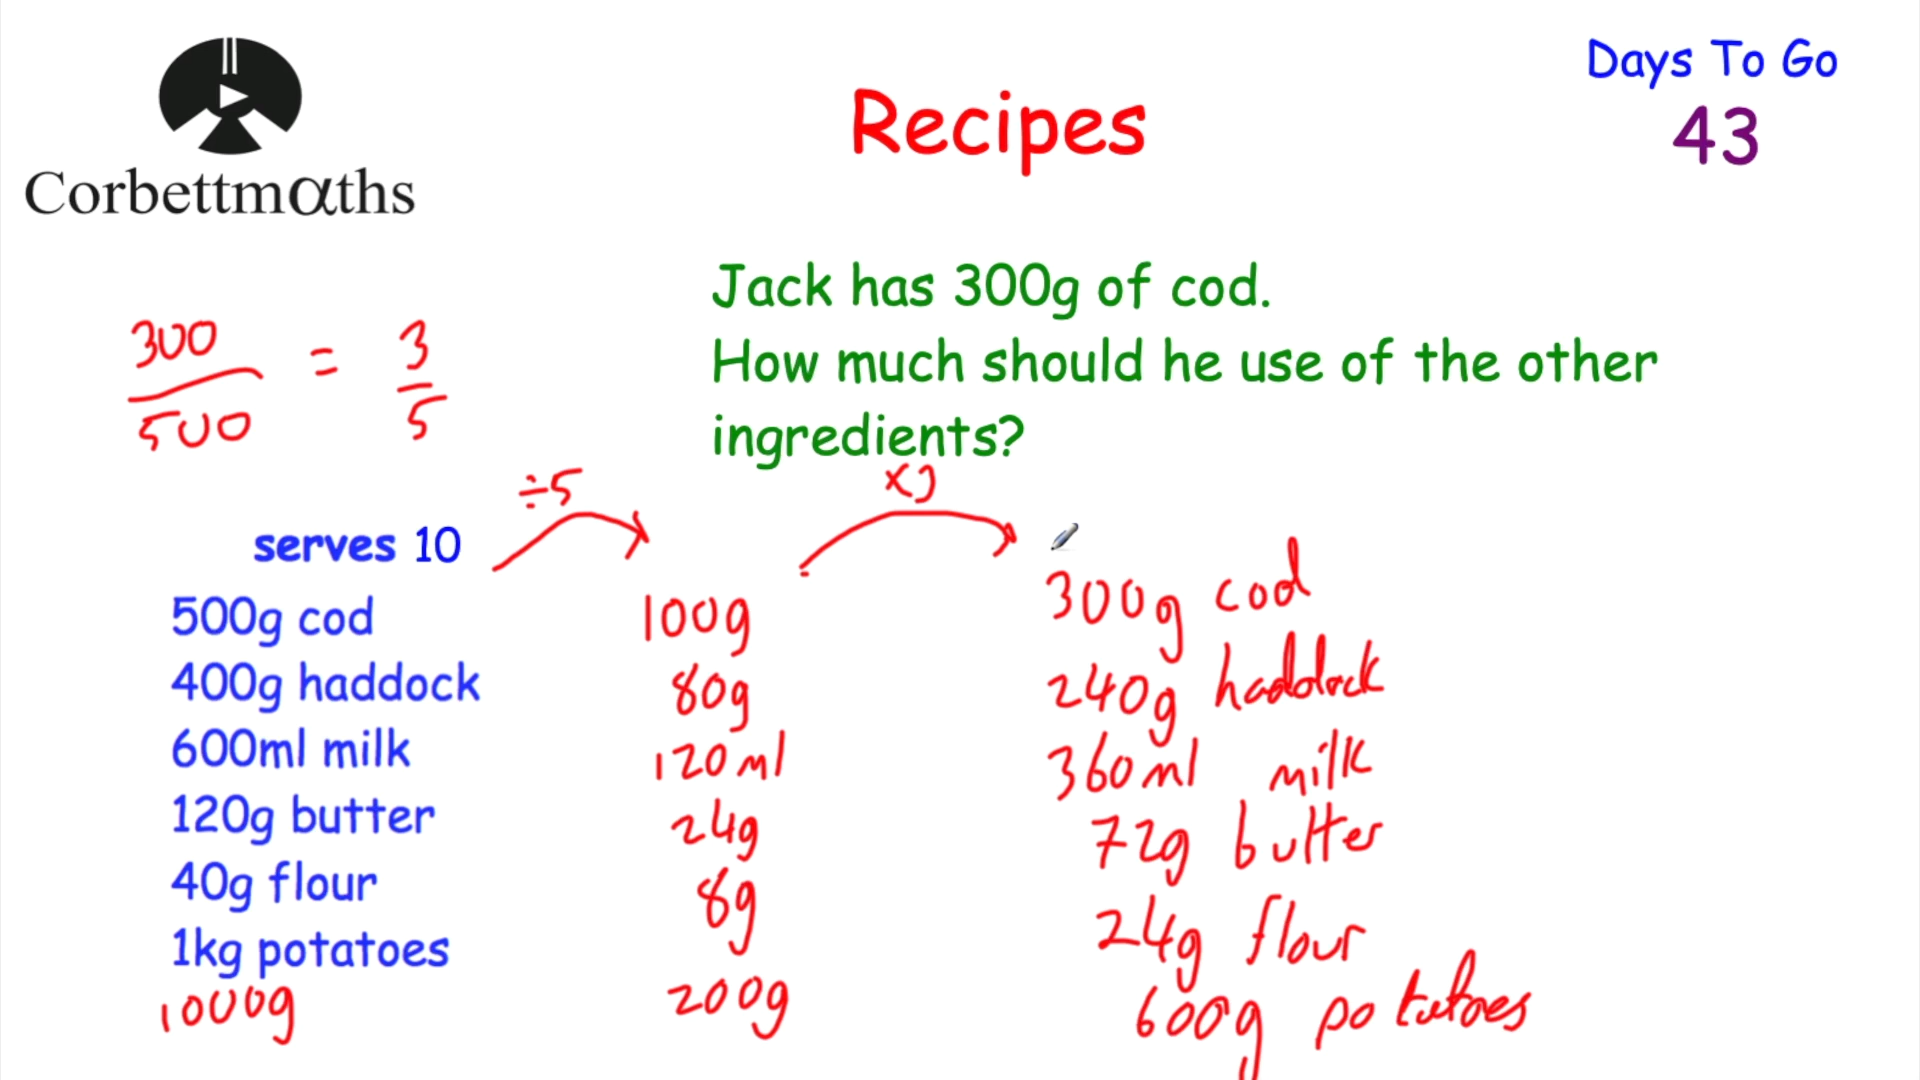 Corbettmαths
Recipes
Days To Go
43
Jack has 300g of cod.
How much should he use of the other
ingredients?
300/500 = 3/5
÷5
×3
serves 10
500g cod 100g 300g cod
400g haddock 80g 240g haddock
600ml milk 120ml 360ml milk
120g butter 24g 72g butter
40g flour 8g 24g flour
1kg potatoes
1000g 200g 600g potatoes